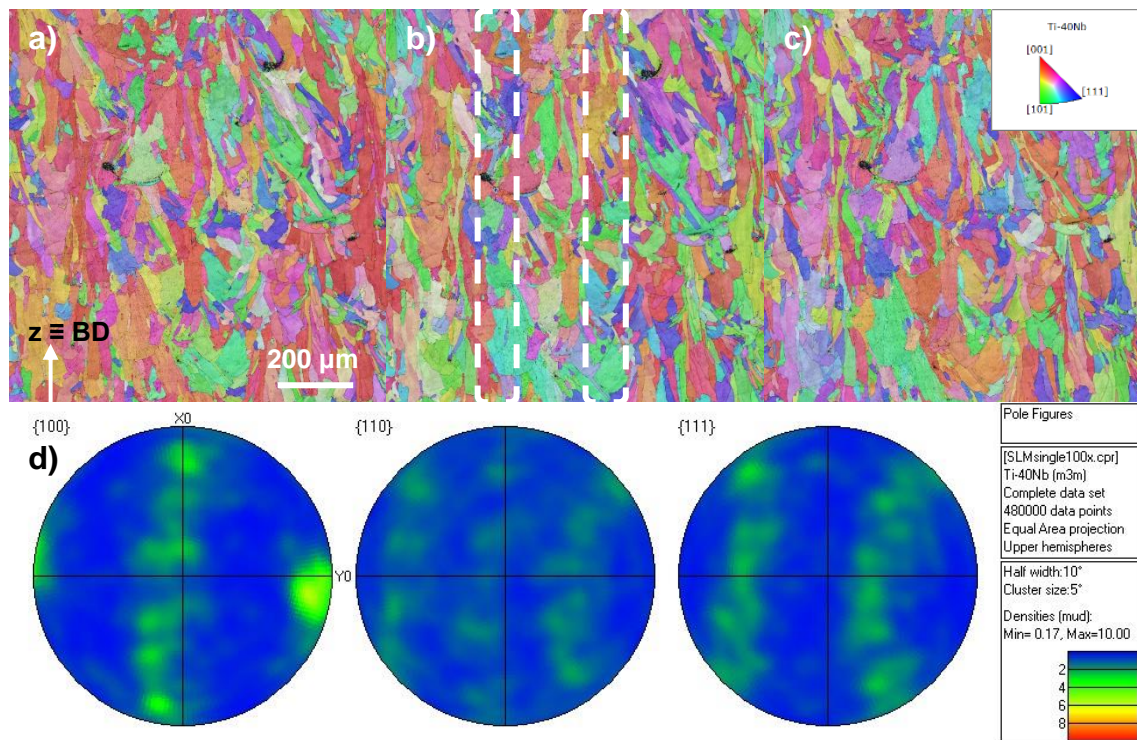 a)
b)
c)
Ti-40Nb
[001]
[111]
[101]
z ≡ BD
200 µm
d)
{100}
X0
Y0
{110}
{111}
Pole Figures
[SLMsingle100x.cpr]
Ti-40Nb (m3m)
Complete data set
480000 data points
Equal Area projection
Upper hemispheres
Half width:10°
Cluster size:5°
Densities (mud):
Min= 0.17, Max=10.00
2
4
6
8